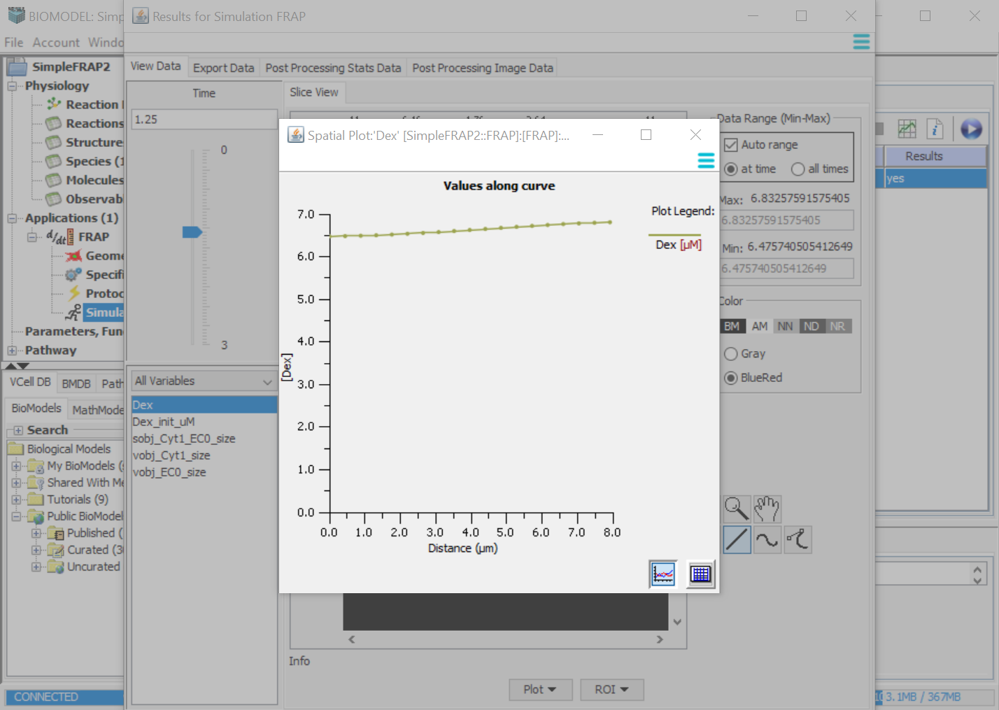 BIOMODEL: Simp
Results for Simulation FRAP
File Account Windo
SimpleFRAP2
Physiology
Reaction
Reactions
Structure
Species (1
Molecules
Observab
Applications (1)
d/dt FRAP
Geome
Specifi
Protoc
Simula
Parameters, Fun
Pathway
VCell DB BMDB Path
BioModels MathMode
Search
Biological Models
My BioModels (
Shared With Me
Tutorials (9)
Public BioModel
Published (
Curated (30
Uncurated
CONNECTED
View Data Export Data Post Processing Stats Data Post Processing Image Data
Time
1.25
0
3
All Variables
Dex
Dex_init_uM
sobj_Cyt1_EC0_size
vobj_Cyt1_size
vobj_EC0_size
Slice View
Spatial Plot:'Dex' [SimpleFRAP2::FRAP]:[FRAP]:...
Values along curve
Plot Legend:
Dex [µM]
[Dex]
7.0
6.0
5.0
4.0
3.0
2.0
1.0
0.0
0.0 1.0 2.0 3.0 4.0 5.0 6.0 7.0 8.0
Distance (µm)
Info
Plot ROI
Data Range (Min-Max)
Auto range
at time all times
Max: 6.83257591575405
6.83257591575405
Min: 6.475740505412649
6.475740505412649
Color
BM AM NN ND NR
Gray
BlueRed
Results
yes
3.1MB / 367MB